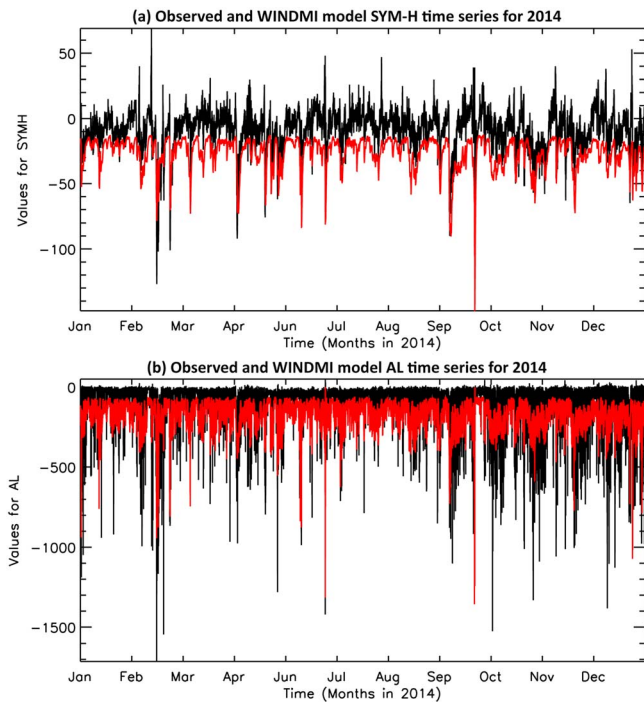 (a) Observed and WINDMI model SYM-H time series for 2014
50
0
-50
-100
Values for SYMH
Jan Feb Mar Apr May Jun Jul Aug Sep Oct Nov Dec
Time (Months in 2014)
(b) Observed and WINDMI model AL time series for 2014
0
-500
-1000
-1500
Values for AL
Jan Feb Mar Apr May Jun Jul Aug Sep Oct Nov Dec
Time (Months in 2014)